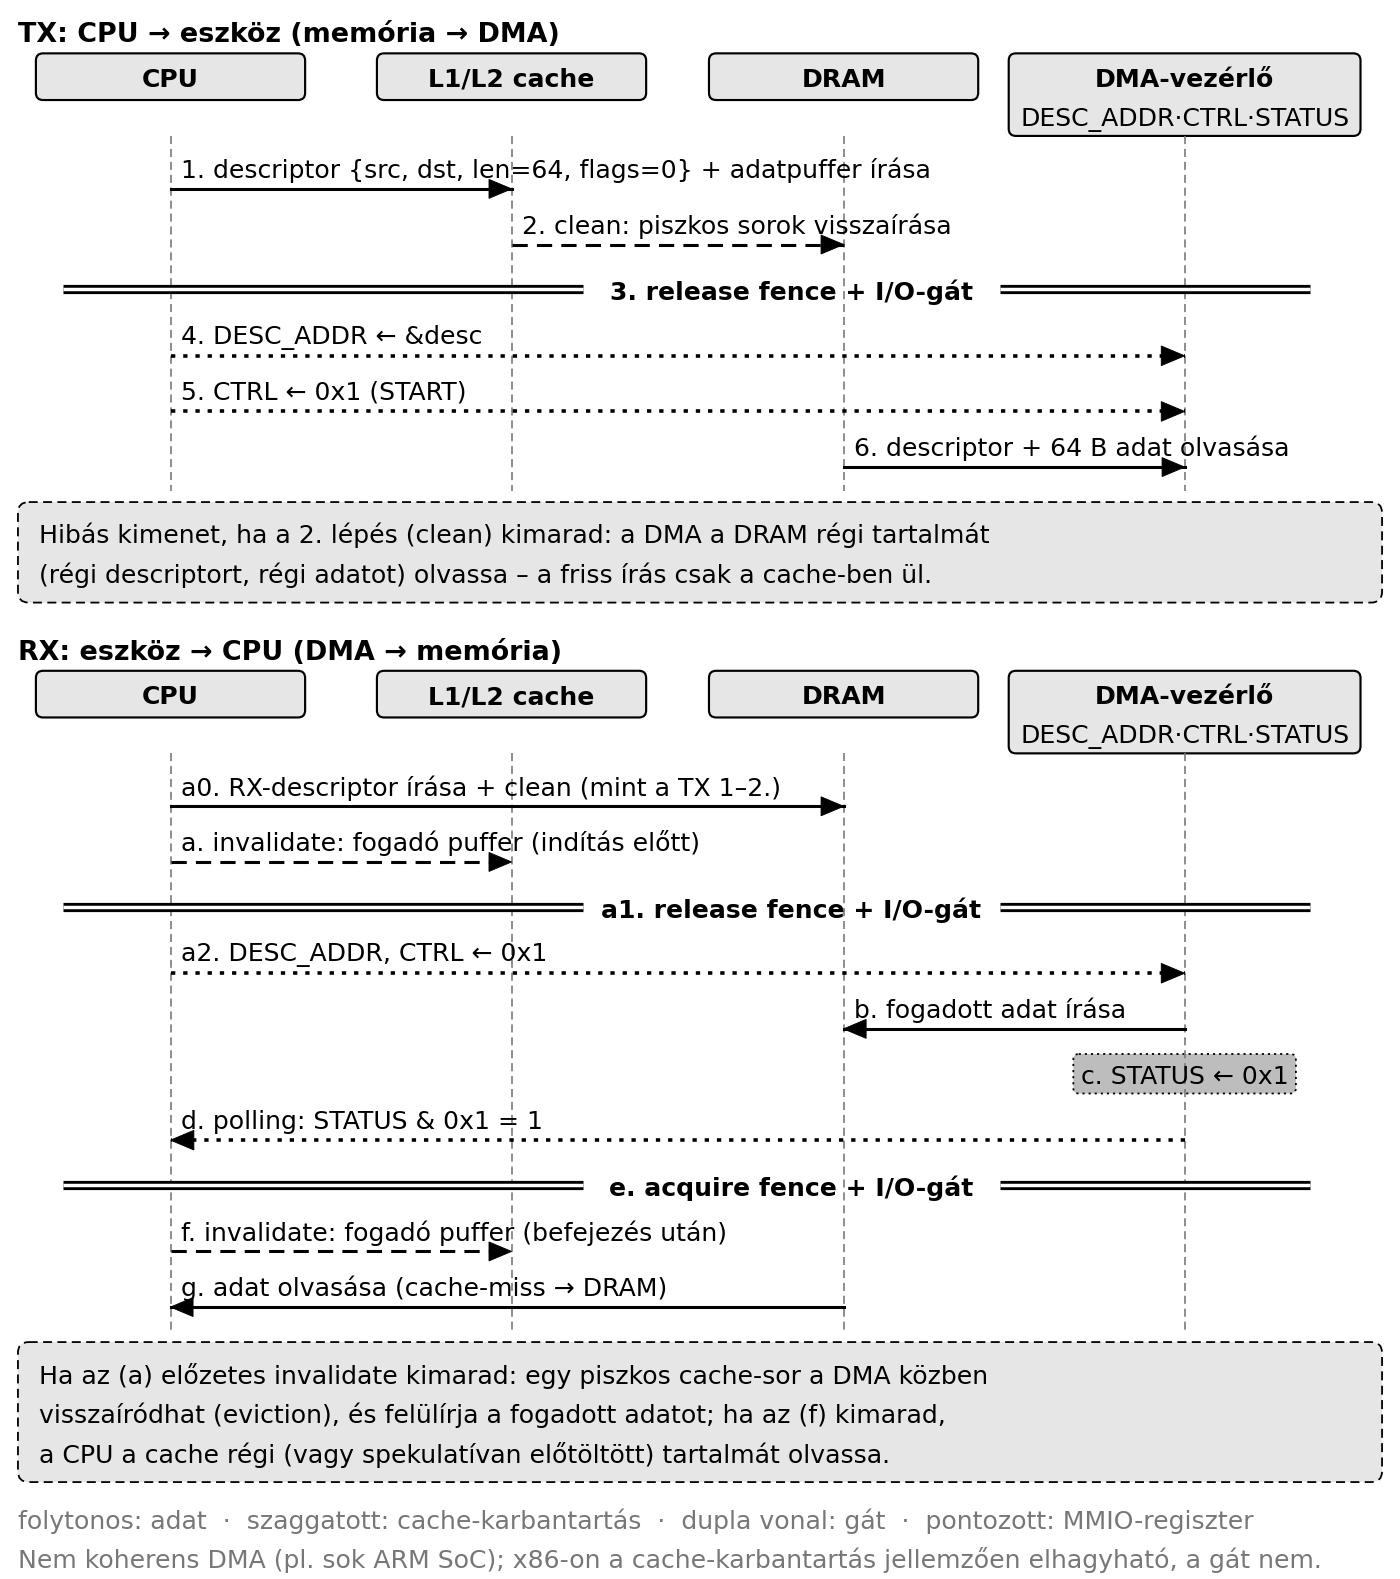 TX: CPU → eszköz (memória → DMA)
CPU
L1/L2 cache
DRAM
DMA-vezérlő
DESC_ADDR·CTRL·STATUS
1. descriptor {src, dst, len=64, flags=0} + adatpuffer írása
2. clean: piszkos sorok visszaírása
3. release fence + I/O-gát
4. DESC_ADDR ← &desc
5. CTRL ← 0x1 (START)
6. descriptor + 64 B adat olvasása
Hibás kimenet, ha a 2. lépés (clean) kimarad: a DMA a DRAM régi tartalmát
(régi descriptort, régi adatot) olvassa – a friss írás csak a cache-ben ül.
RX: eszköz → CPU (DMA → memória)
CPU
L1/L2 cache
DRAM
DMA-vezérlő
DESC_ADDR·CTRL·STATUS
a0. RX-descriptor írása + clean (mint a TX 1–2.)
a. invalidate: fogadó puffer (indítás előtt)
a1. release fence + I/O-gát
a2. DESC_ADDR, CTRL ← 0x1
b. fogadott adat írása
c. STATUS ← 0x1
d. polling: STATUS & 0x1 = 1
e. acquire fence + I/O-gát
f. invalidate: fogadó puffer (befejezés után)
g. adat olvasása (cache-miss → DRAM)
Ha az (a) előzetes invalidate kimarad: egy piszkos cache-sor a DMA közben
visszaíródhat (eviction), és felülírja a fogadott adatot; ha az (f) kimarad,
a CPU a cache régi (vagy spekulatívan előtöltött) tartalmát olvassa.
folytonos: adat · szaggatott: cache-karbantartás · dupla vonal: gát · pontozott: MMIO-regiszter
Nem koherens DMA (pl. sok ARM SoC); x86-on a cache-karbantartás jellemzően elhagyható, a gát nem.